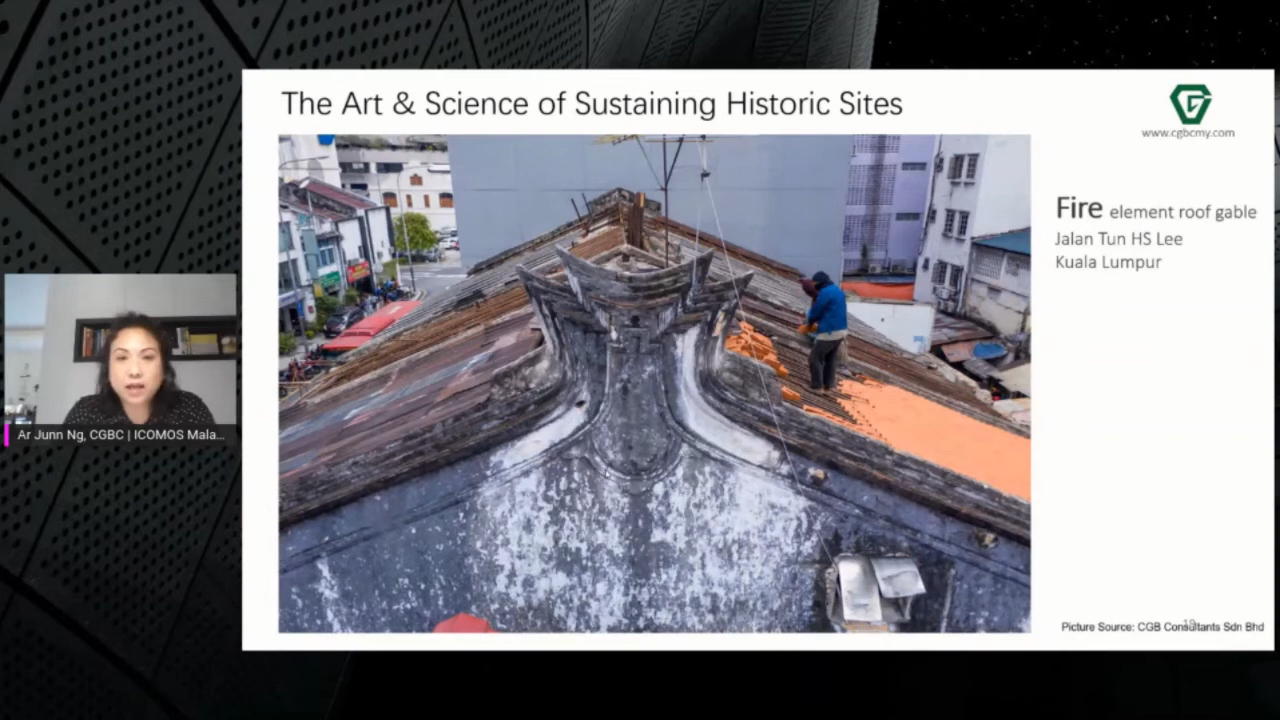 The Art & Science of Sustaining Historic Sites
www.cgbcmy.com
Fire element roof gable
Jalan Tun HS Lee
Kuala Lumpur
Ar Junn Ng, CGBC | ICOMOS Mala...
Picture Source: CGB Consultants Sdn Bhd